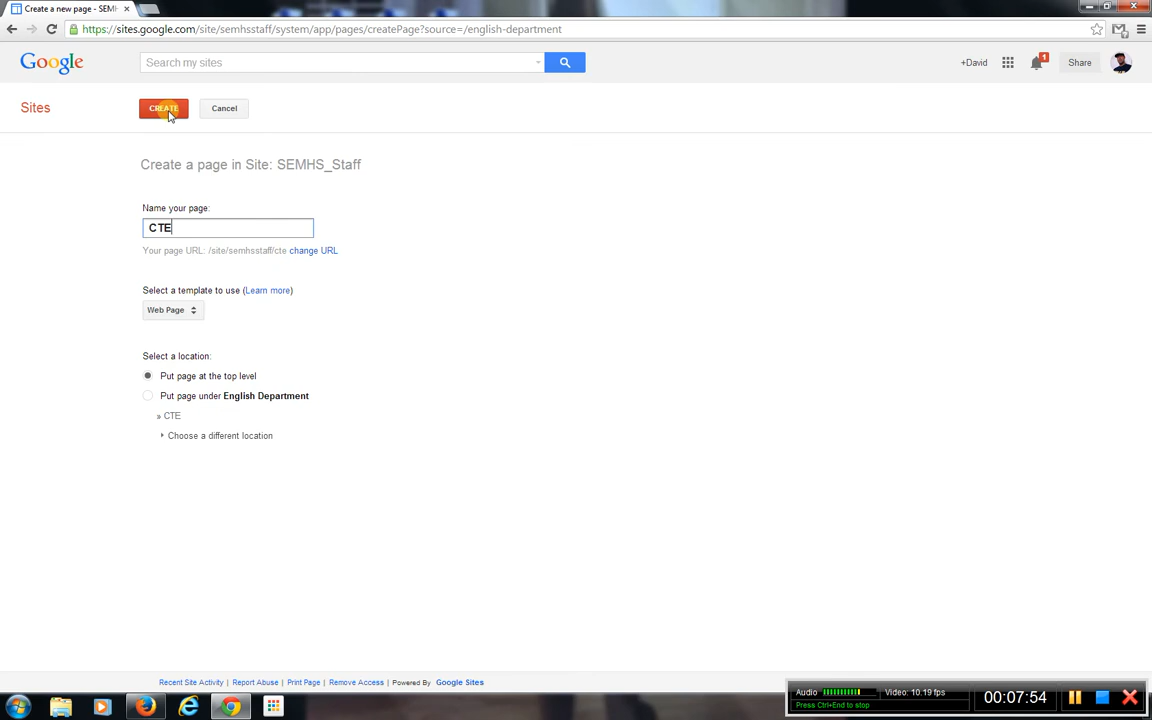 Create a new page - SEMH
https://sites.google.com/site/semhsstaff/system/app/pages/createPage?source=/english-department
Google
Search my sites
+David
1
Share
Sites
CREATE
Cancel
Create a page in Site: SEMHS_Staff
Name your page:
CTE
Your page URL: /site/semhsstaff/cte change URL
Select a template to use (Learn more)
Web Page
Select a location:
Put page at the top level
Put page under English Department
» CTE
Choose a different location
Recent Site Activity | Report Abuse | Print Page | Remove Access | Powered By Google Sites
Audio
Video: 10.19 fps
Press Ctrl+End to stop
00:07:54